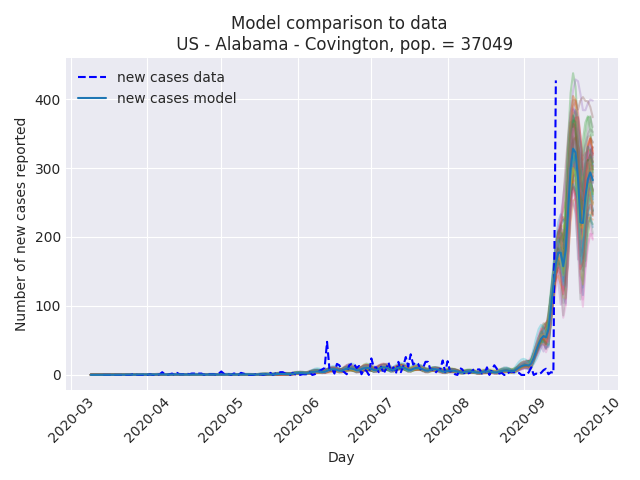 Model comparison to data
US - Alabama - Covington, pop. = 37049
new cases data
new cases model
Number of new cases reported
400
300
200
100
0
2020-03
2020-04
2020-05
2020-06
2020-07
2020-08
2020-09
2020-10
Day